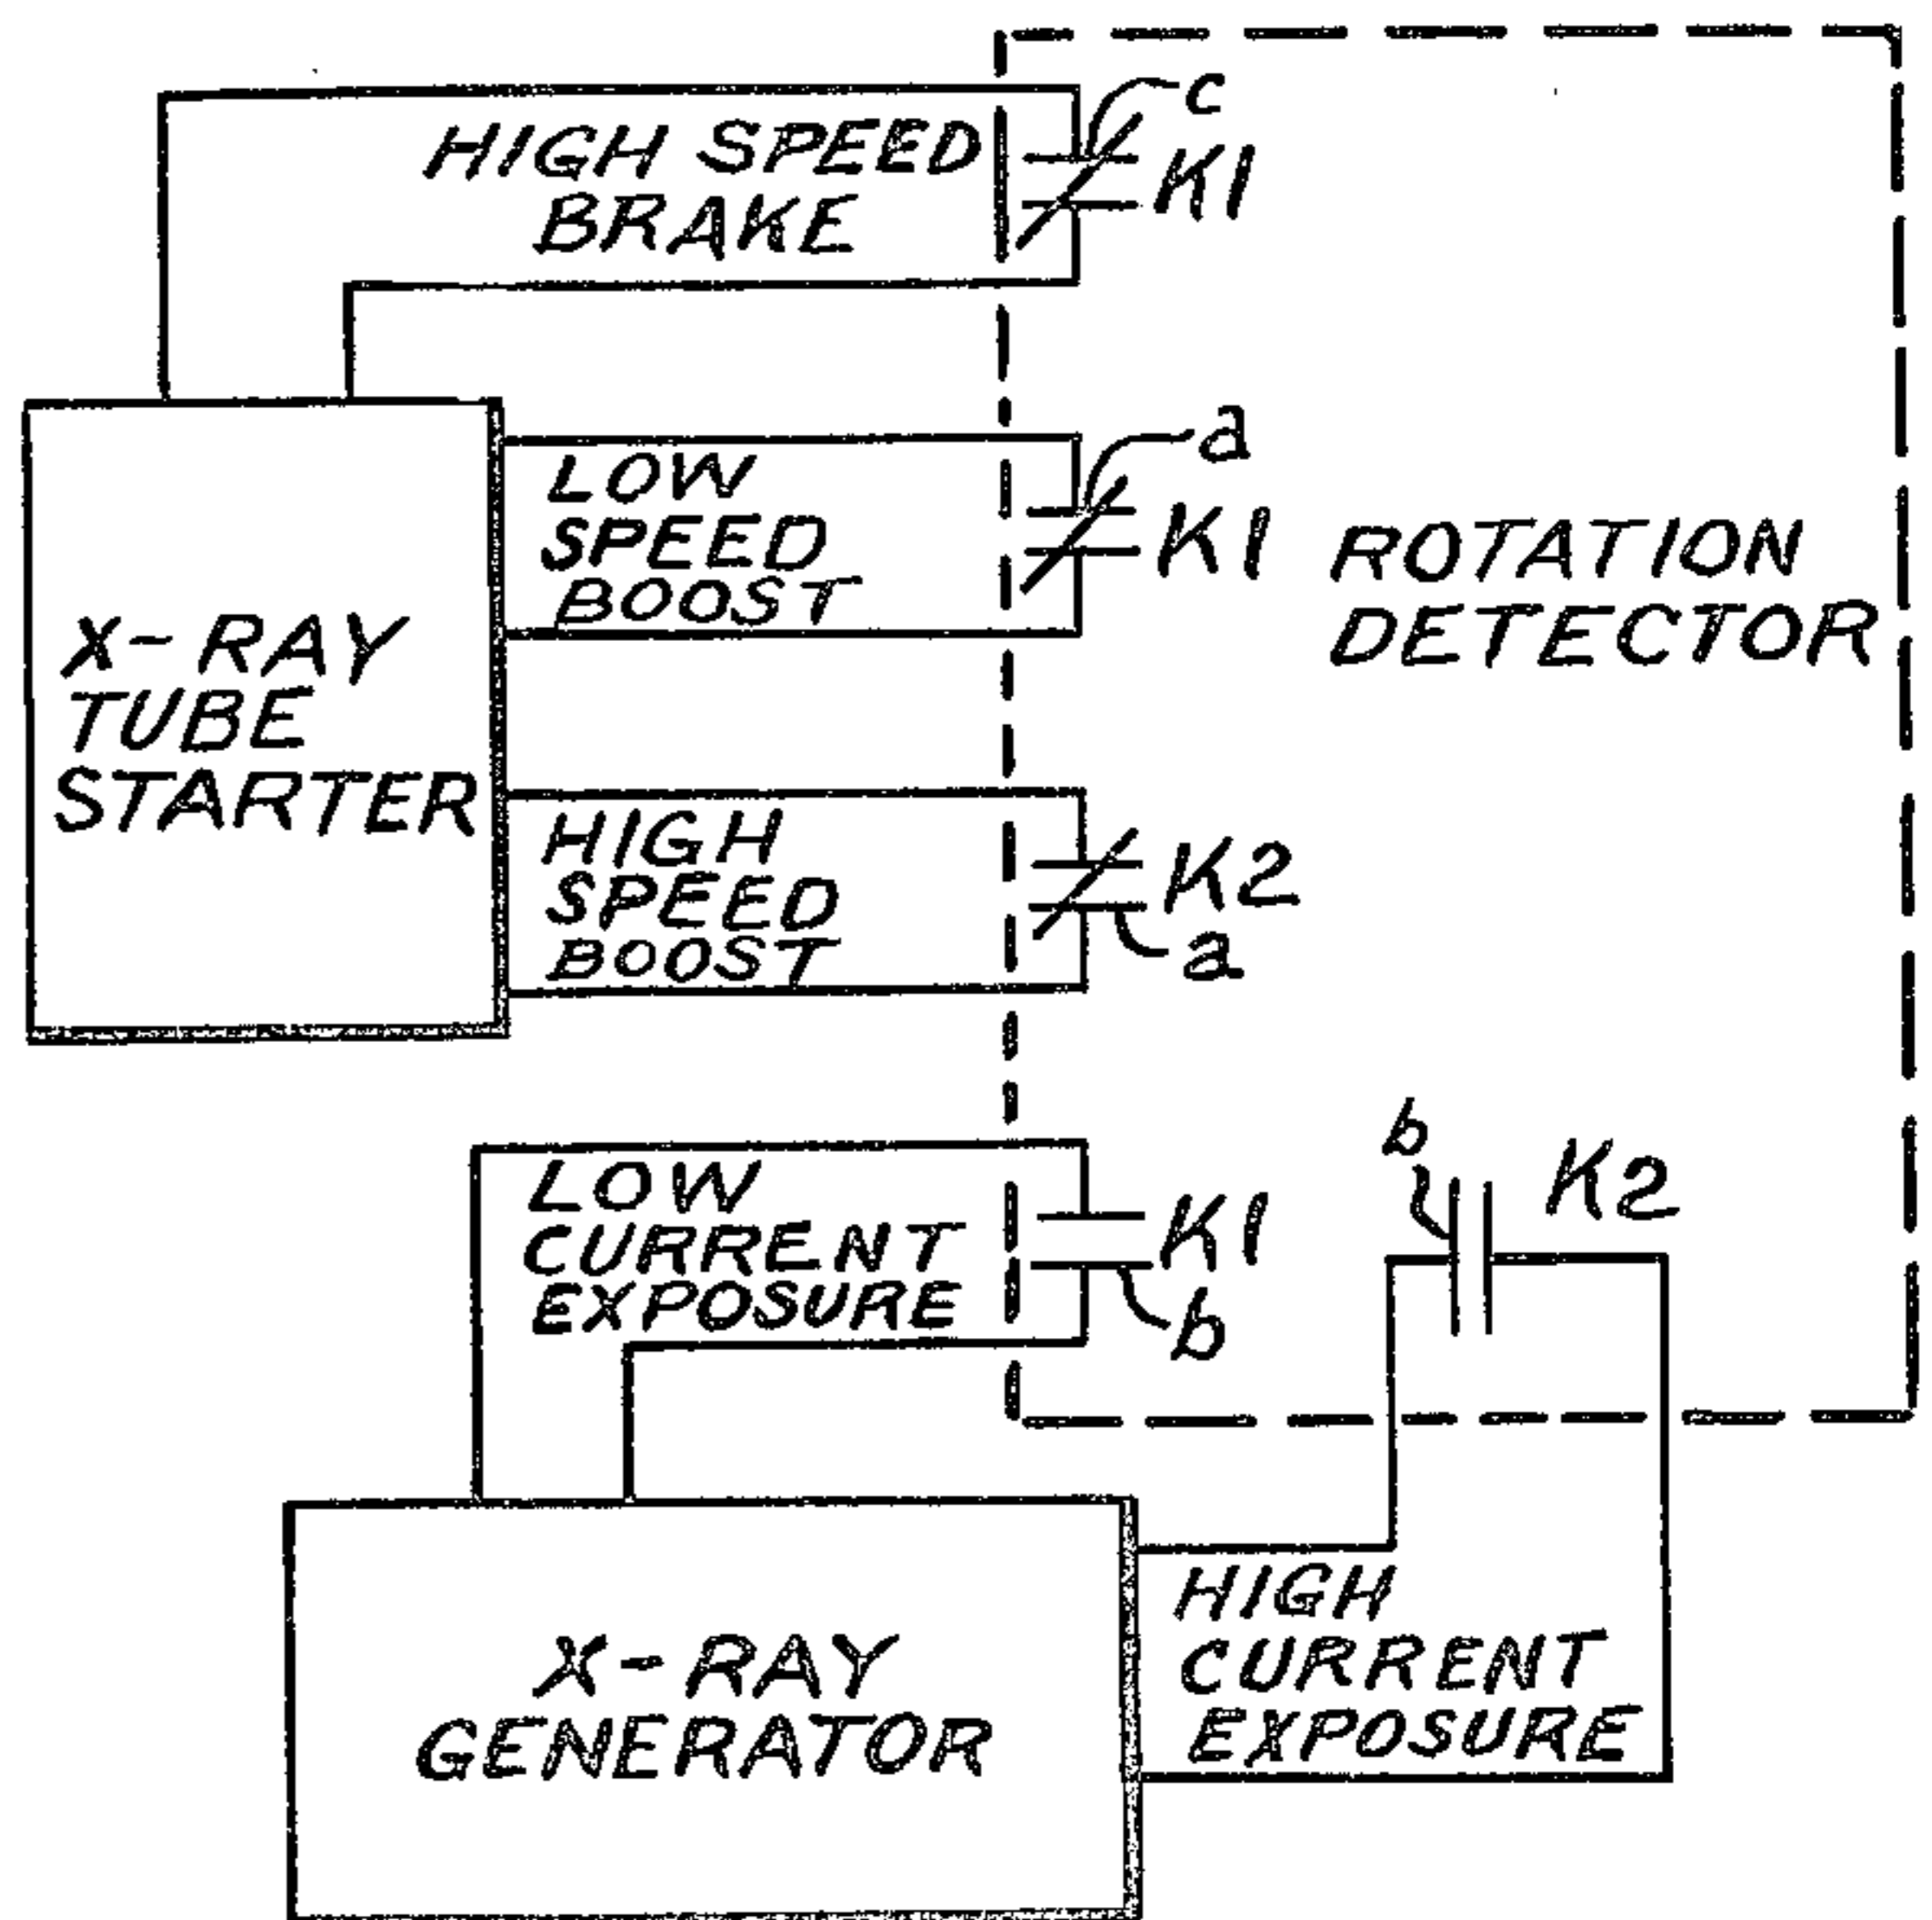 c
HIGH SPEED
BRAKE
K1
a
LOW
SPEED
BOOST
K1
ROTATION
DETECTOR
X-RAY
TUBE
STARTER
HIGH
SPEED
BOOST
K2
a
LOW
CURRENT
EXPOSURE
K1
b
b
K2
HIGH
CURRENT
EXPOSURE
X-RAY
GENERATOR